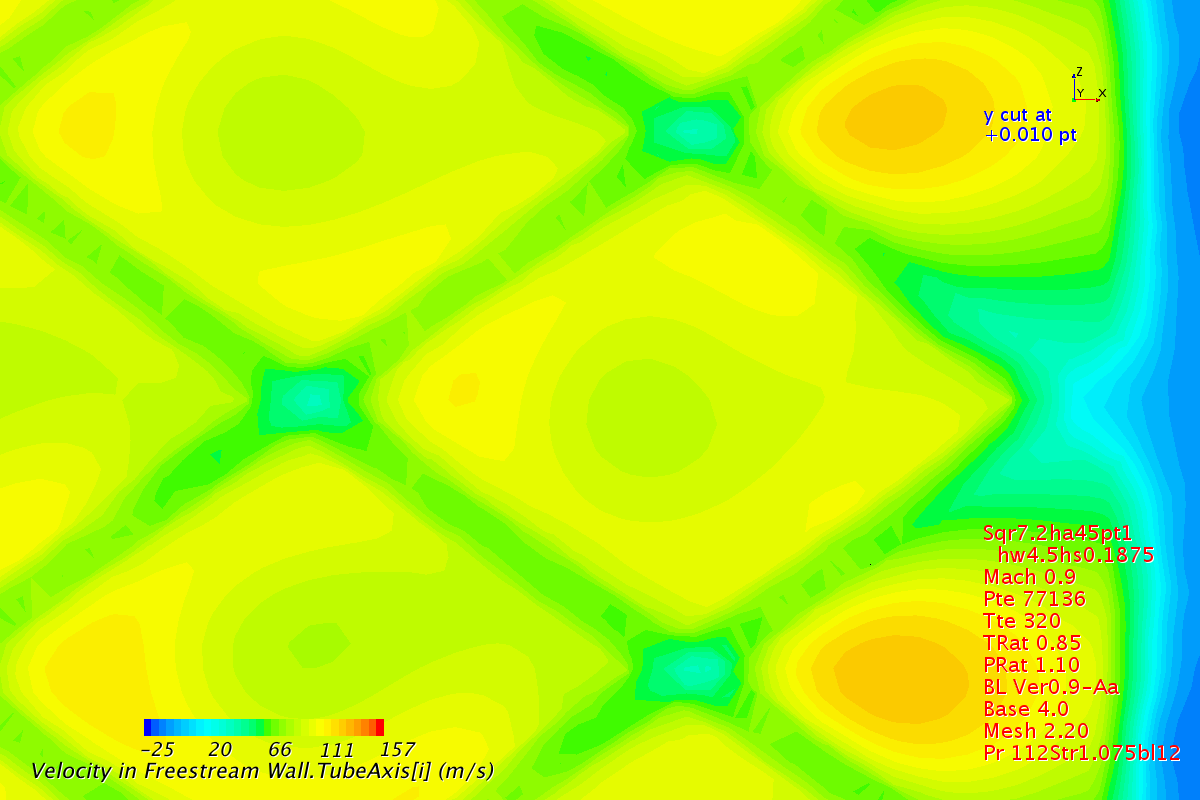 Z
Y X
y cut at
+0.010 pt
Sqr7.2ha45pt1
hw4.5hs0.1875
Mach 0.9
Pte 77136
Tte 320
TRat 0.85
PRat 1.10
BL Ver0.9-Aa
Base 4.0
Mesh 2.20
Pr 112Str1.075bl12
-25 20 66 111 157
Velocity in Freestream Wall.TubeAxis[i] (m/s)